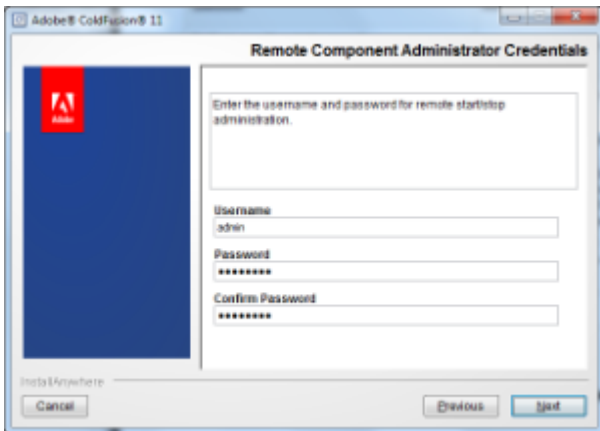 Adobe® ColdFusion® 11
Remote Component Administrator Credentials
Adobe
Enter the username and password for remote start/stop
administration.
Username
admin
Password
••••••••
Confirm Password
••••••••
InstallAnywhere
Cancel
Previous
Next